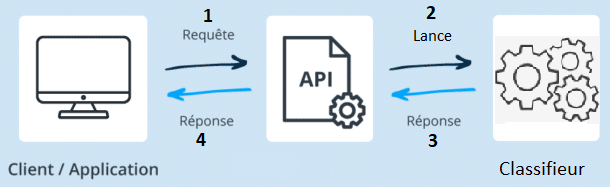 1
Requête
2
Lance
API
Réponse
4
Réponse
3
Client / Application
Classifieur